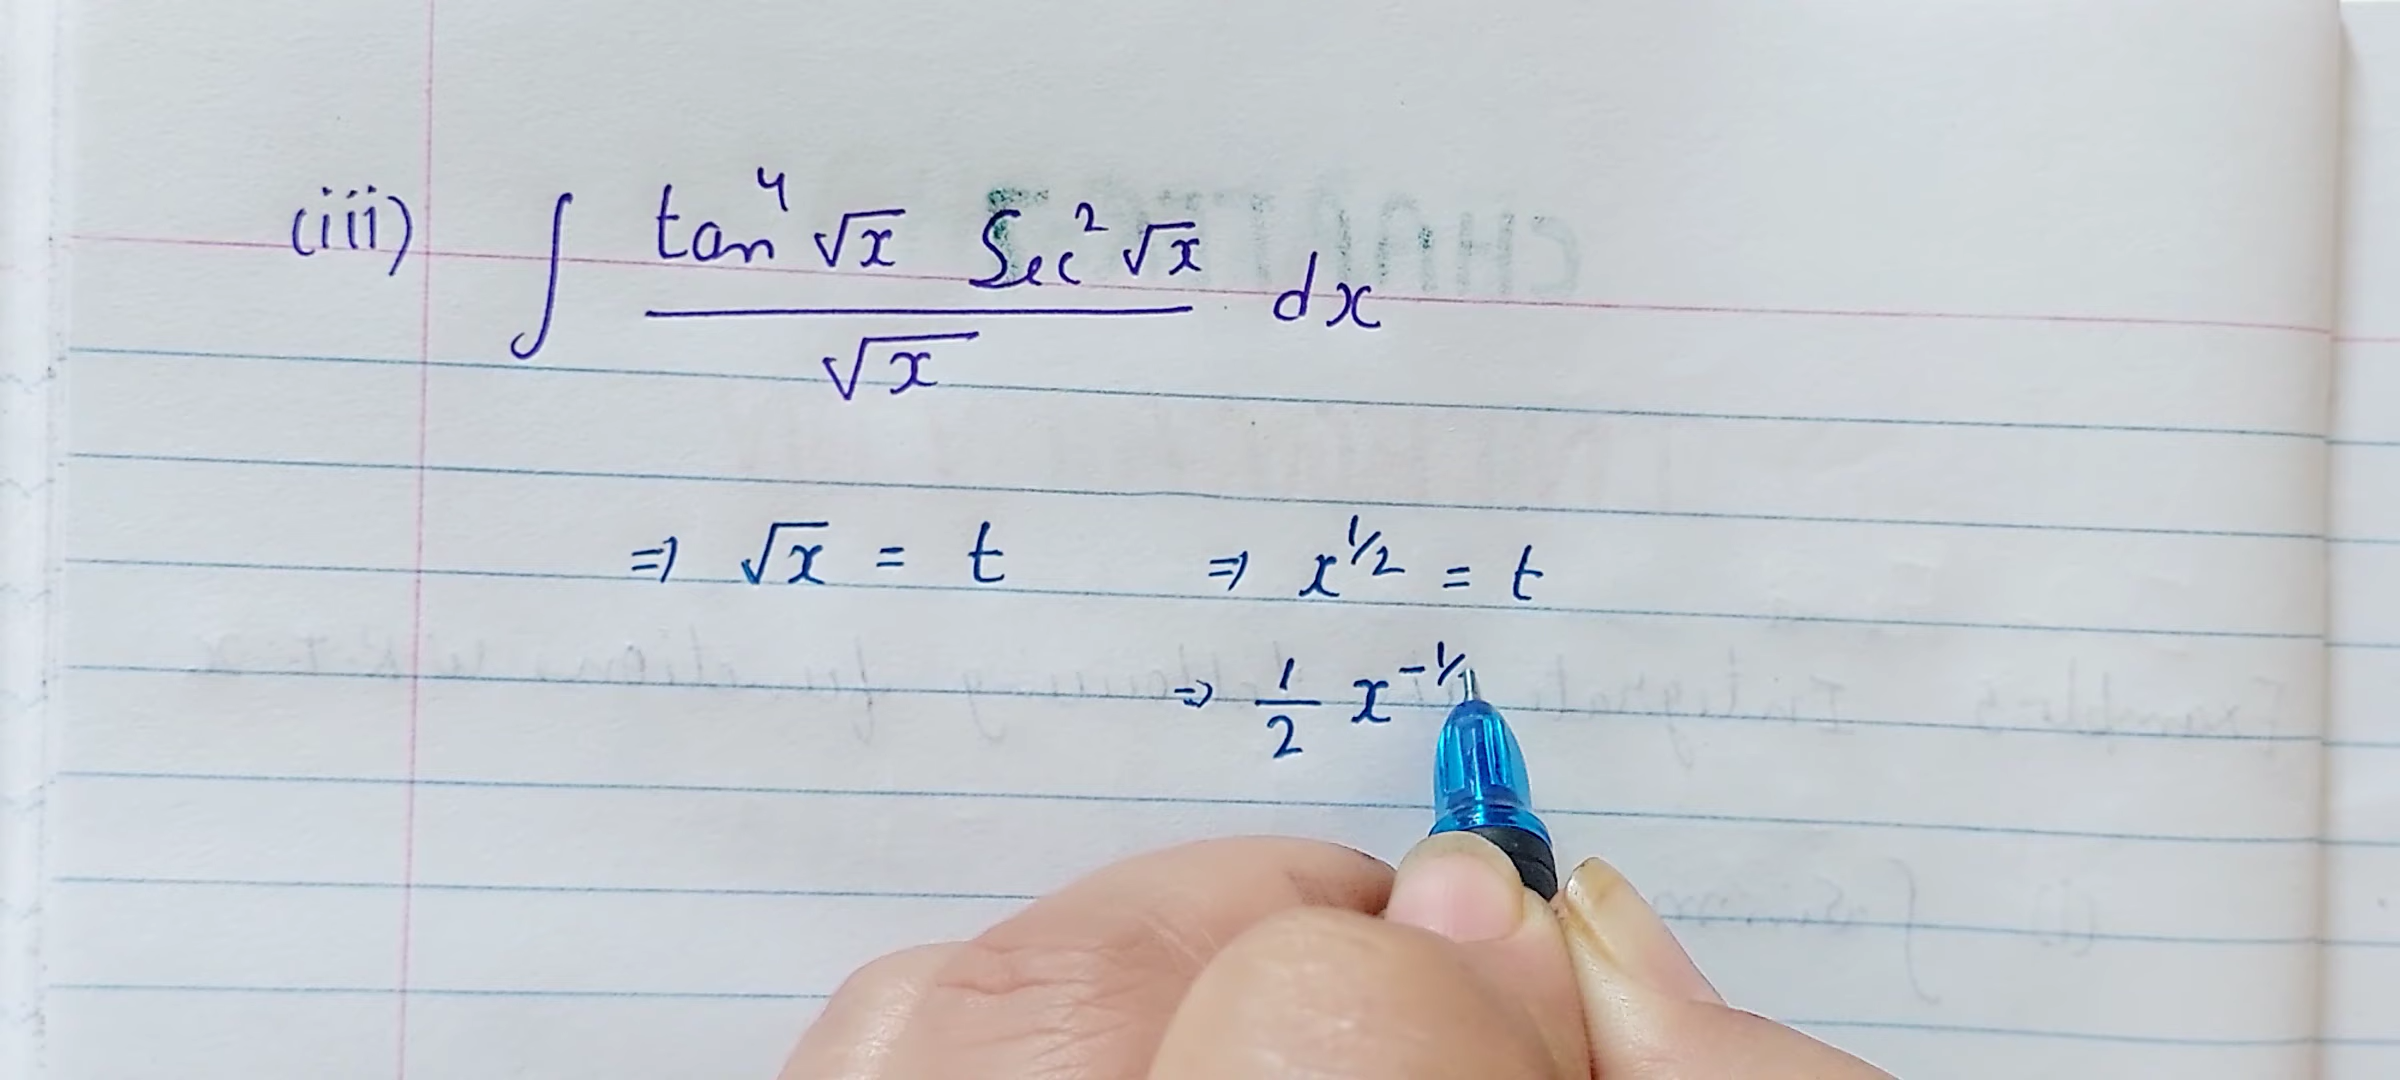 (iii) ∫ tan⁴ √x Sec² √x / √x dx
⇒ √x = t ⇒ x^1/2 = t
⇒ 1/2 x^-1/